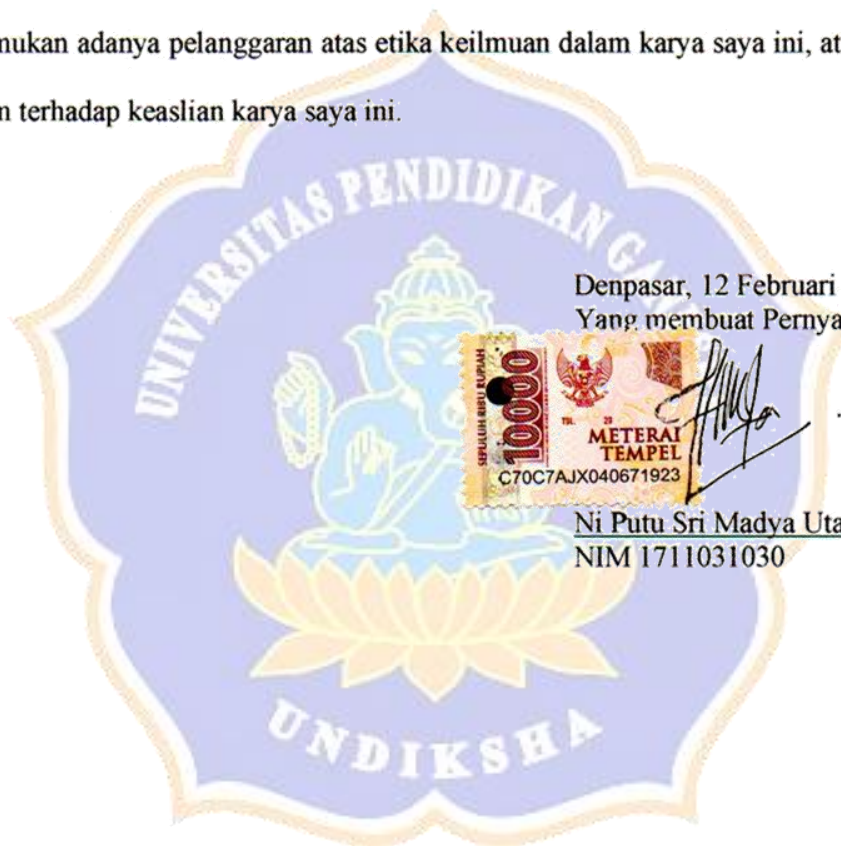 mukan adanya pelanggaran atas etika keilmuan dalam karya saya ini, at
n terhadap keaslian karya saya ini.
UNIVERSITAS PENDIDIKAN GA
Denpasar, 12 Februari
Yang membuat Pernya
SEPULUH RIBU RUPIAH
10000
TGL. 20
METERAI
TEMPEL
C70C7AJX040671923
Ni Putu Sri Madya Uta
NIM 1711031030
UNDIKSHA